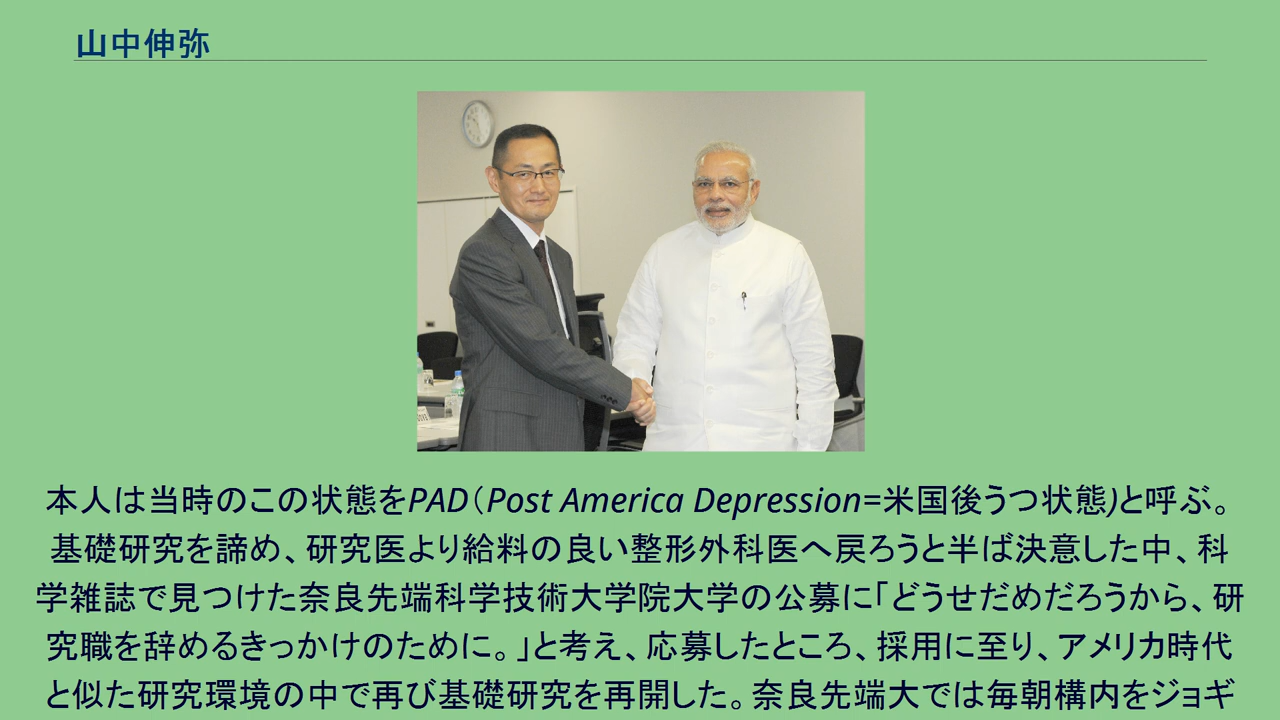 山中伸弥
本人は当時のこの状態をPAD（Post America Depression=米国後うつ状態)と呼ぶ。
基礎研究を諦め、研究医より給料の良い整形外科医へ戻ろうと半ば決意した中、科
学雑誌で見つけた奈良先端科学技術大学院大学の公募に「どうせだめだろうから、研
究職を辞めるきっかけのために。」と考え、応募したところ、採用に至り、アメリカ時代
と似た研究環境の中で再び基礎研究を再開した。奈良先端大では毎朝構内をジョギ